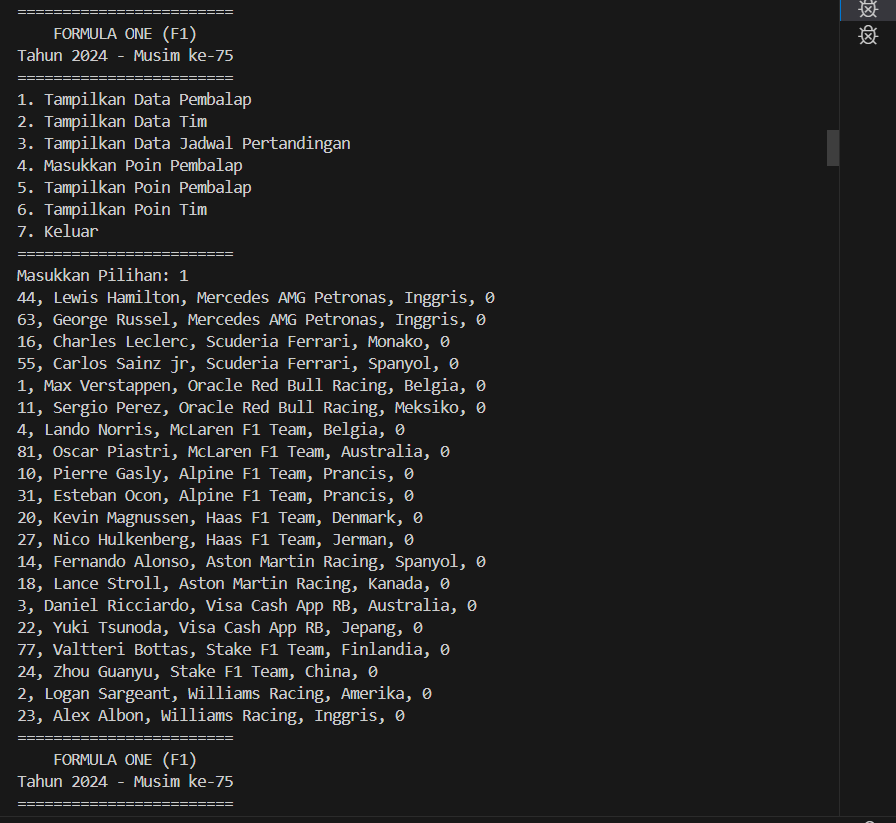 ========================
FORMULA ONE (F1)
Tahun 2024 - Musim ke-75
========================
1. Tampilkan Data Pembalap
2. Tampilkan Data Tim
3. Tampilkan Data Jadwal Pertandingan
4. Masukkan Poin Pembalap
5. Tampilkan Poin Pembalap
6. Tampilkan Poin Tim
7. Keluar
========================
Masukkan Pilihan: 1
44, Lewis Hamilton, Mercedes AMG Petronas, Inggris, 0
63, George Russel, Mercedes AMG Petronas, Inggris, 0
16, Charles Leclerc, Scuderia Ferrari, Monako, 0
55, Carlos Sainz jr, Scuderia Ferrari, Spanyol, 0
1, Max Verstappen, Oracle Red Bull Racing, Belgia, 0
11, Sergio Perez, Oracle Red Bull Racing, Meksiko, 0
4, Lando Norris, McLaren F1 Team, Belgia, 0
81, Oscar Piastri, McLaren F1 Team, Australia, 0
10, Pierre Gasly, Alpine F1 Team, Prancis, 0
31, Esteban Ocon, Alpine F1 Team, Prancis, 0
20, Kevin Magnussen, Haas F1 Team, Denmark, 0
27, Nico Hulkenberg, Haas F1 Team, Jerman, 0
14, Fernando Alonso, Aston Martin Racing, Spanyol, 0
18, Lance Stroll, Aston Martin Racing, Kanada, 0
3, Daniel Ricciardo, Visa Cash App RB, Australia, 0
22, Yuki Tsunoda, Visa Cash App RB, Jepang, 0
77, Valtteri Bottas, Stake F1 Team, Finlandia, 0
24, Zhou Guanyu, Stake F1 Team, China, 0
2, Logan Sargeant, Williams Racing, Amerika, 0
23, Alex Albon, Williams Racing, Inggris, 0
========================
FORMULA ONE (F1)
Tahun 2024 - Musim ke-75
========================